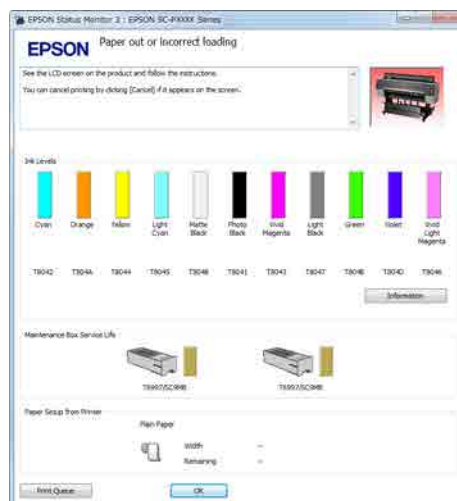 EPSON Status Monitor 3 : EPSON SC-PXXXX Series
EPSON
Paper out or incorrect loading
See the LCD screen on the product and follow the instructions.
You can cancel printing by clicking [Cancel] if it appears on the screen.
Ink Levels
Cyan Orange Yellow Light Cyan Matte Black Photo Black Vivid Magenta Light Black Green Violet Vivid Light Magenta
T8042 T804A T8044 T8045 T8048 T8041 T8043 T8047 T804B T804D T8046
Information
Maintenance Box Service Life
T6997/SC9MB T6997/SC9MB
Paper Setup from Printer
Plain Paper
Width --
Remaining --
Print Queue OK